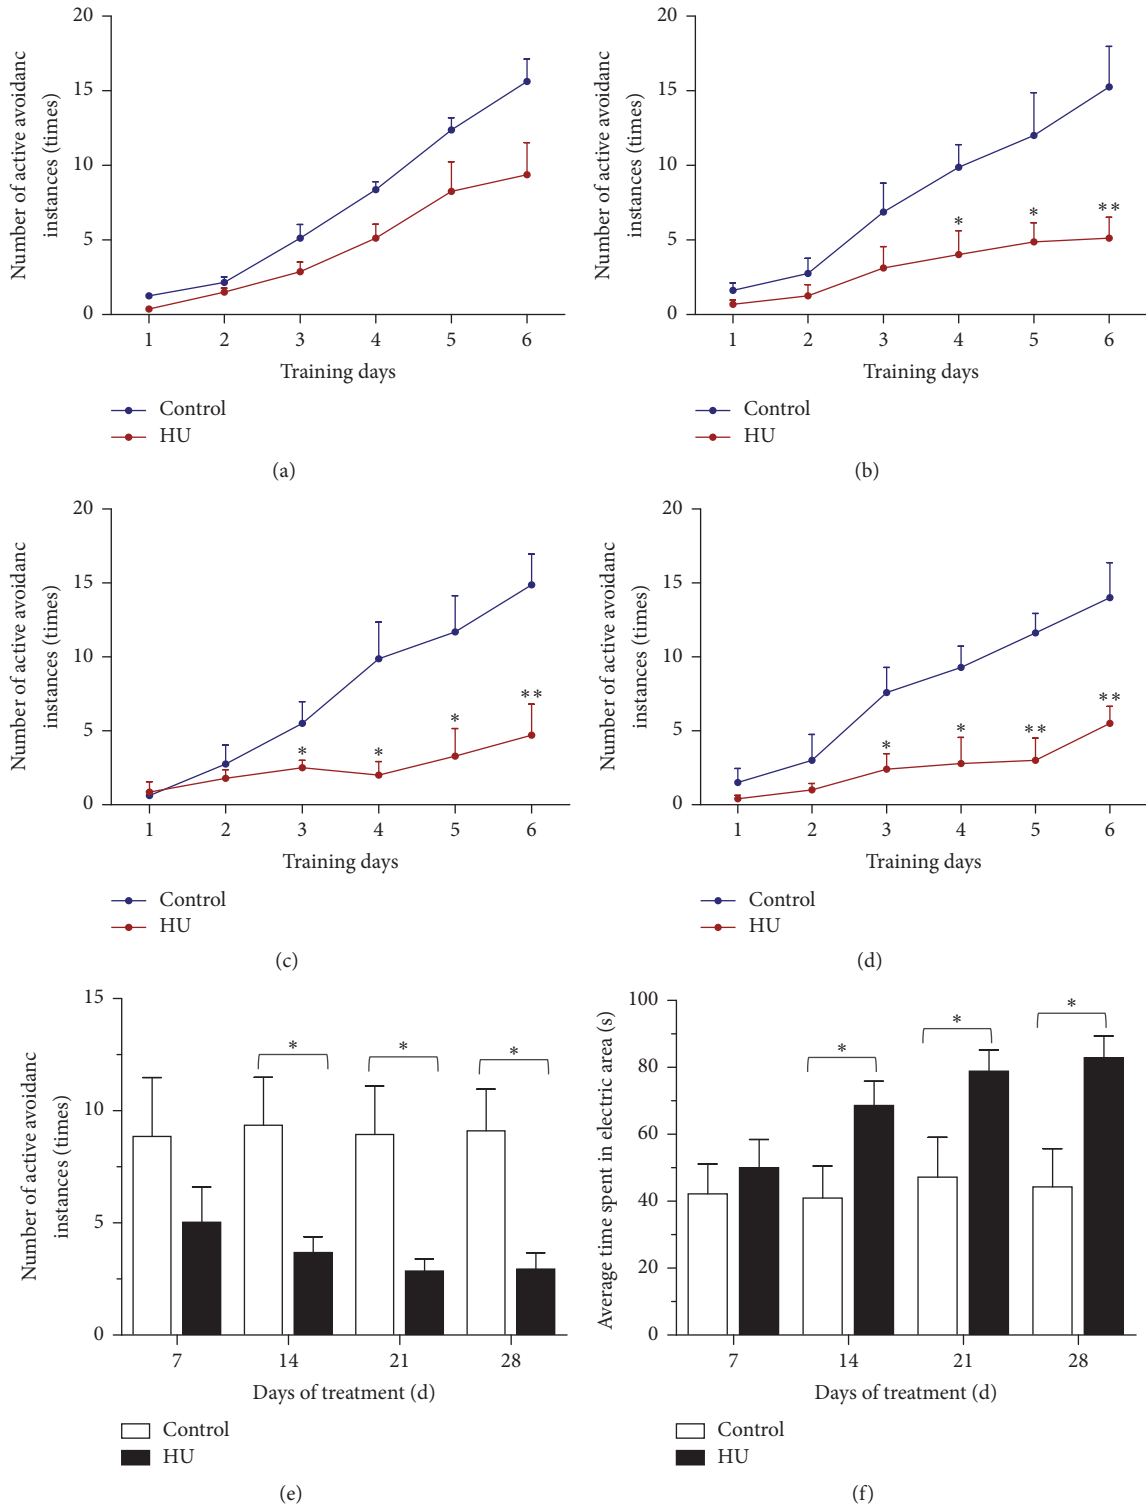 Number of active avoidanc
instances (times)
20
15
10
5
0
1 2 3 4 5 6
Training days
Control
HU
(a)
Number of active avoidanc
instances (times)
20
15
10
5
0
* * **
1 2 3 4 5 6
Training days
Control
HU
(b)
Number of active avoidanc
instances (times)
20
15
10
5
0
* * * **
1 2 3 4 5 6
Training days
Control
HU
(c)
Number of active avoidanc
instances (times)
20
15
10
5
0
* * ** **
1 2 3 4 5 6
Training days
Control
HU
(d)
Number of active avoidanc
instances (times)
15
10
5
0
* * *
7 14 21 28
Days of treatment (d)
Control
HU
(e)
Average time spent in electric area (s)
100
80
60
40
20
0
* * *
7 14 21 28
Days of treatment (d)
Control
HU
(f)